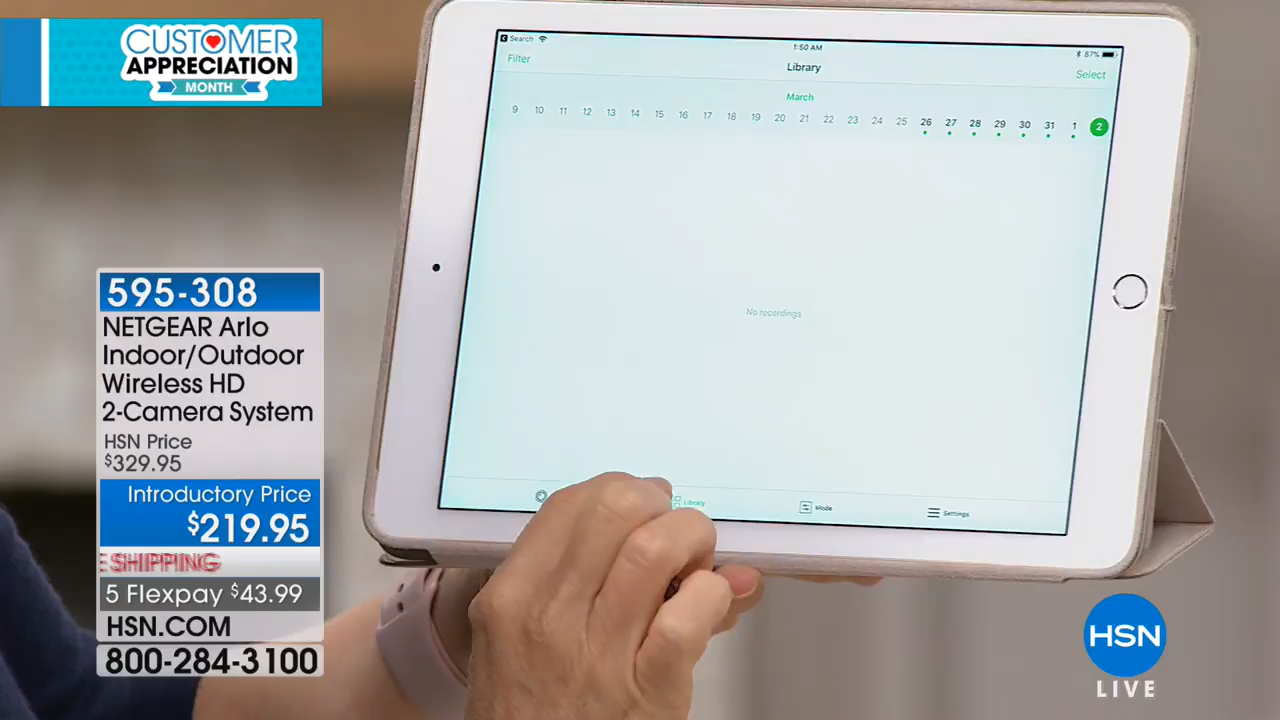 CUSTOMER
APPRECIATION
MONTH
Search
1:50 AM
87%
Filter
Library
Select
March
9 10 11 12 13 14 15 16 17 18 19 20 21 22 23 24 25 26 27 28 29 30 31 1 2
No recordings
Library
Mode
Settings
595-308
NETGEAR Arlo
Indoor/Outdoor
Wireless HD
2-Camera System
HSN Price
$329.95
Introductory Price
$219.95
E SHIPPING
5 Flexpay $43.99
HSN.COM
800-284-3100
HSN
LIVE